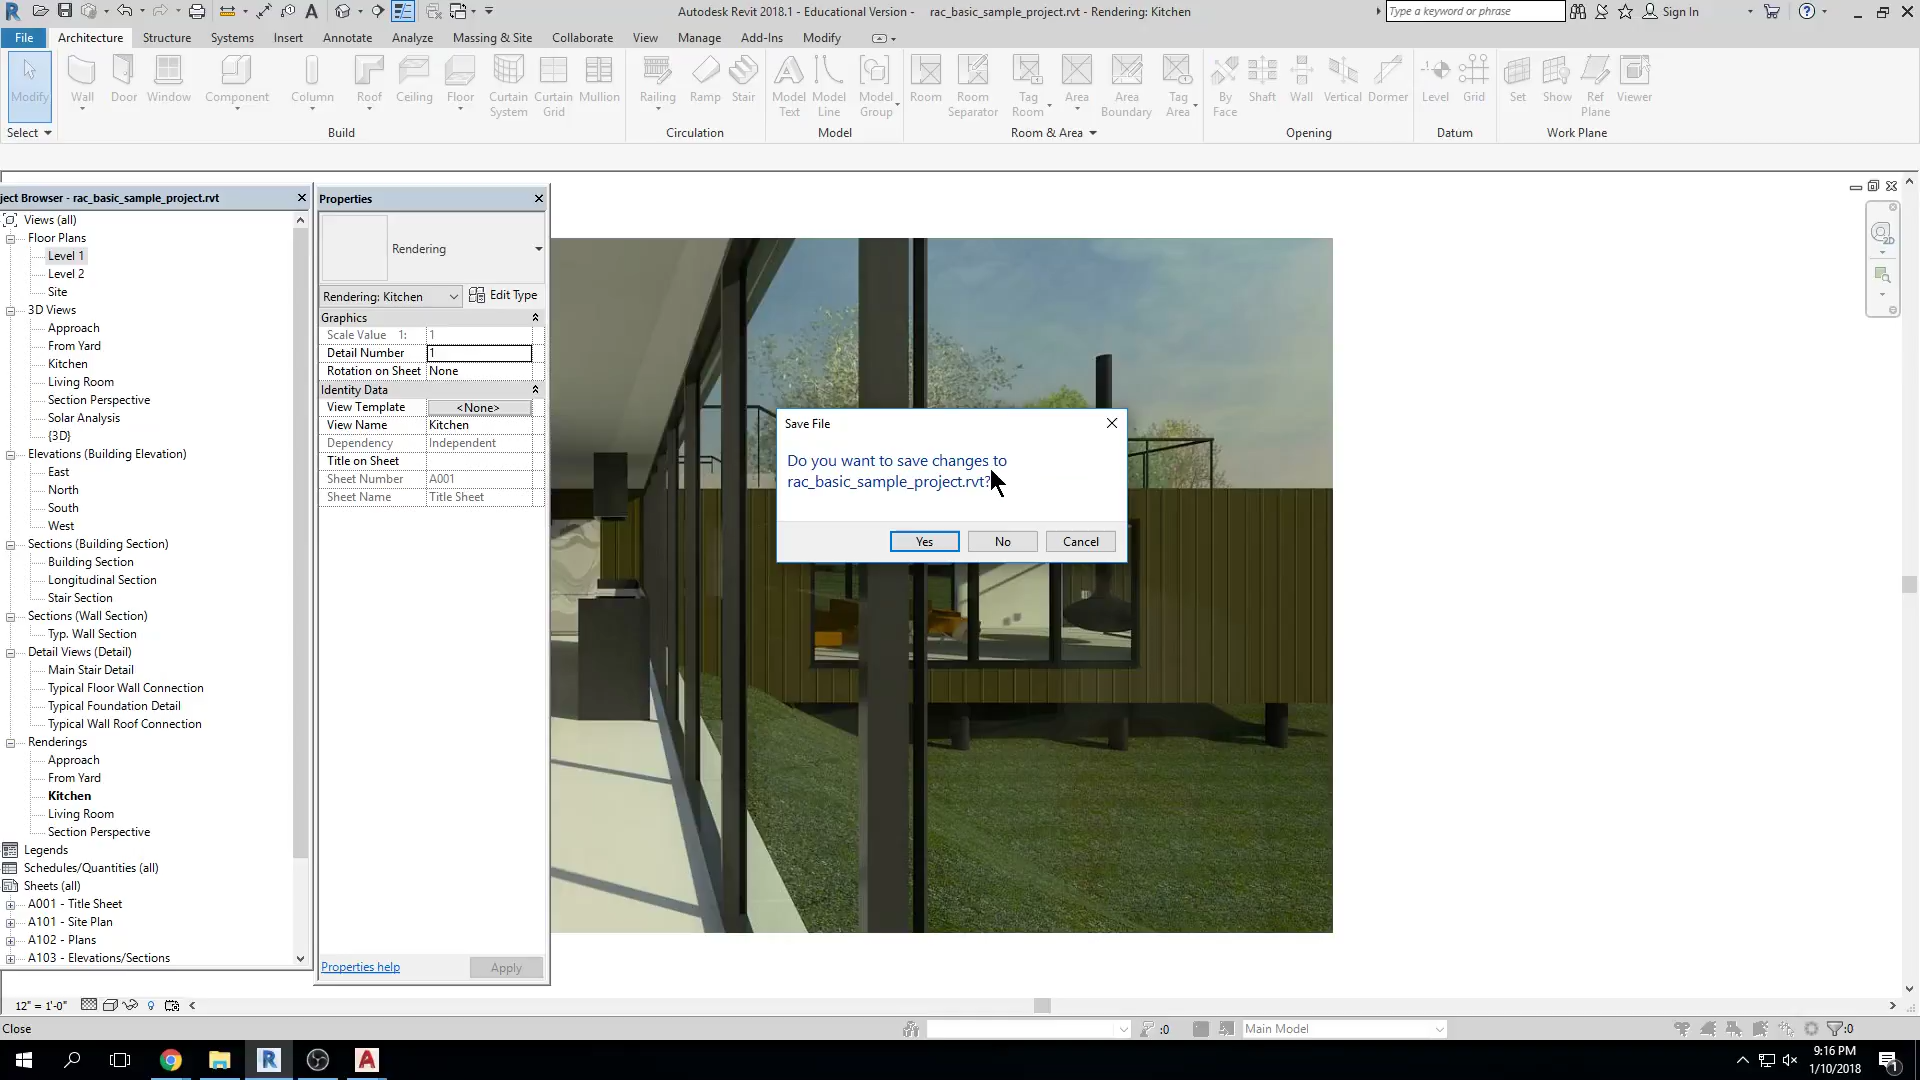 Autodesk Revit 2018.1 - Educational Version - rac_basic_sample_project.rvt - Rendering: Kitchen
Type a keyword or phrase
Sign In
File Architecture Structure Systems Insert Annotate Analyze Massing & Site Collaborate View Manage Add-Ins Modify
Modify
Wall
Door
Window
Component
Column
Roof
Ceiling
Floor
Curtain System
Curtain Grid
Mullion
Railing
Ramp
Stair
Model Text
Model Line
Model Group
Room
Room Separator
Tag Room
Area
Area Boundary
Tag Area
By Face
Shaft
Wall
Vertical
Dormer
Level
Grid
Set
Show
Ref Plane
Viewer
Select Build Circulation Model Room & Area Opening Datum Work Plane
ject Browser - rac_basic_sample_project.rvt
Views (all)
Floor Plans
Level 1
Level 2
Site
3D Views
Approach
From Yard
Kitchen
Living Room
Section Perspective
Solar Analysis
{3D}
Elevations (Building Elevation)
East
North
South
West
Sections (Building Section)
Building Section
Longitudinal Section
Stair Section
Sections (Wall Section)
Typ. Wall Section
Detail Views (Detail)
Main Stair Detail
Typical Floor Wall Connection
Typical Foundation Detail
Typical Wall Roof Connection
Renderings
Approach
From Yard
Kitchen
Living Room
Section Perspective
Legends
Schedules/Quantities (all)
Sheets (all)
A001 - Title Sheet
A101 - Site Plan
A102 - Plans
A103 - Elevations/Sections
Properties
Rendering
Rendering: Kitchen
Edit Type
Graphics
Scale Value 1: 1
Detail Number 1
Rotation on Sheet None
Identity Data
View Template <None>
View Name Kitchen
Dependency Independent
Title on Sheet
Sheet Number A001
Sheet Name Title Sheet
Properties help
Apply
Save File
Do you want to save changes to
rac_basic_sample_project.rvt?
Yes
No
Cancel
2D
12" = 1'-0"
Close
:0
Main Model
:0
9:16 PM
1/10/2018
1